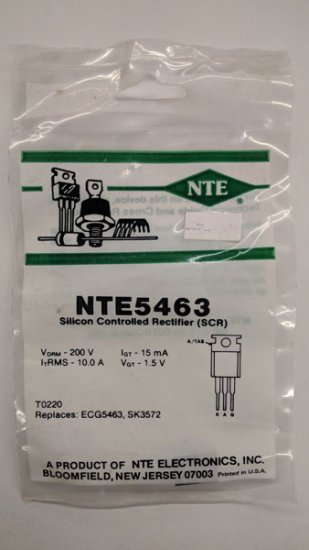 NTE
NTE5463
Silicon Controlled Rectifier (SCR)
VDRM - 200 V IGT - 15 mA
ITRMS - 10.0 A VGT - 1.5 V
A/TAB
K A G
TO220
Replaces: ECG5463, SK3572
A PRODUCT OF NTE ELECTRONICS, INC.
BLOOMFIELD, NEW JERSEY 07003 Printed in U.S.A.